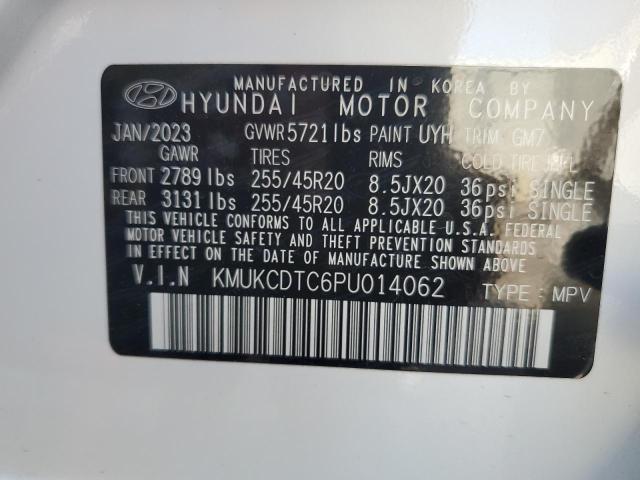 MANUFACTURED IN KOREA BY
HYUNDAI MOTOR COMPANY
JAN/2023 GVWR 5721lbs PAINT UYH TRIM GM7
GAWR TIRES RIMS COLD TIRE INFL
FRONT 2789 lbs 255/45R20 8.5JX20 36psi SINGLE
REAR 3131 lbs 255/45R20 8.5JX20 36psi SINGLE
THIS VEHICLE CONFORMS TO ALL APPLICABLE U.S.A. FEDERAL
MOTOR VEHICLE SAFETY AND THEFT PREVENTION STANDARDS
IN EFFECT ON THE DATE OF MANUFACTURE SHOWN ABOVE.
V.I.N KMUKCDTC6PU014062 TYPE : MPV